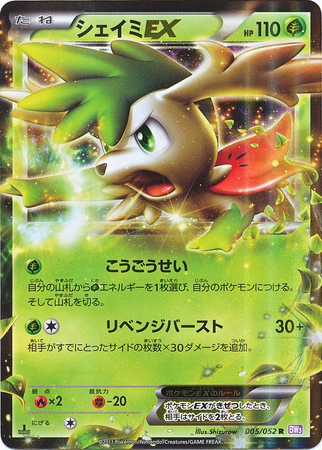 たね
シェイミEX
HP110
こうごうせい
自分の山札からエネルギーを1枚選び、自分のポケモンにつける。
そして山札を切る。
リベンジバースト 30+
相手がすでにとったサイドの枚数×30ダメージを追加。
弱点 抵抗力
×2 -20
にげる
ポケモンEXのルール
ポケモンEXがきぜつしたとき、
相手はサイドを2枚とる。
illus.Shizurow 005/052 R BW3
©2011 Pokémon/Nintendo/Creatures/GAME FREAK.